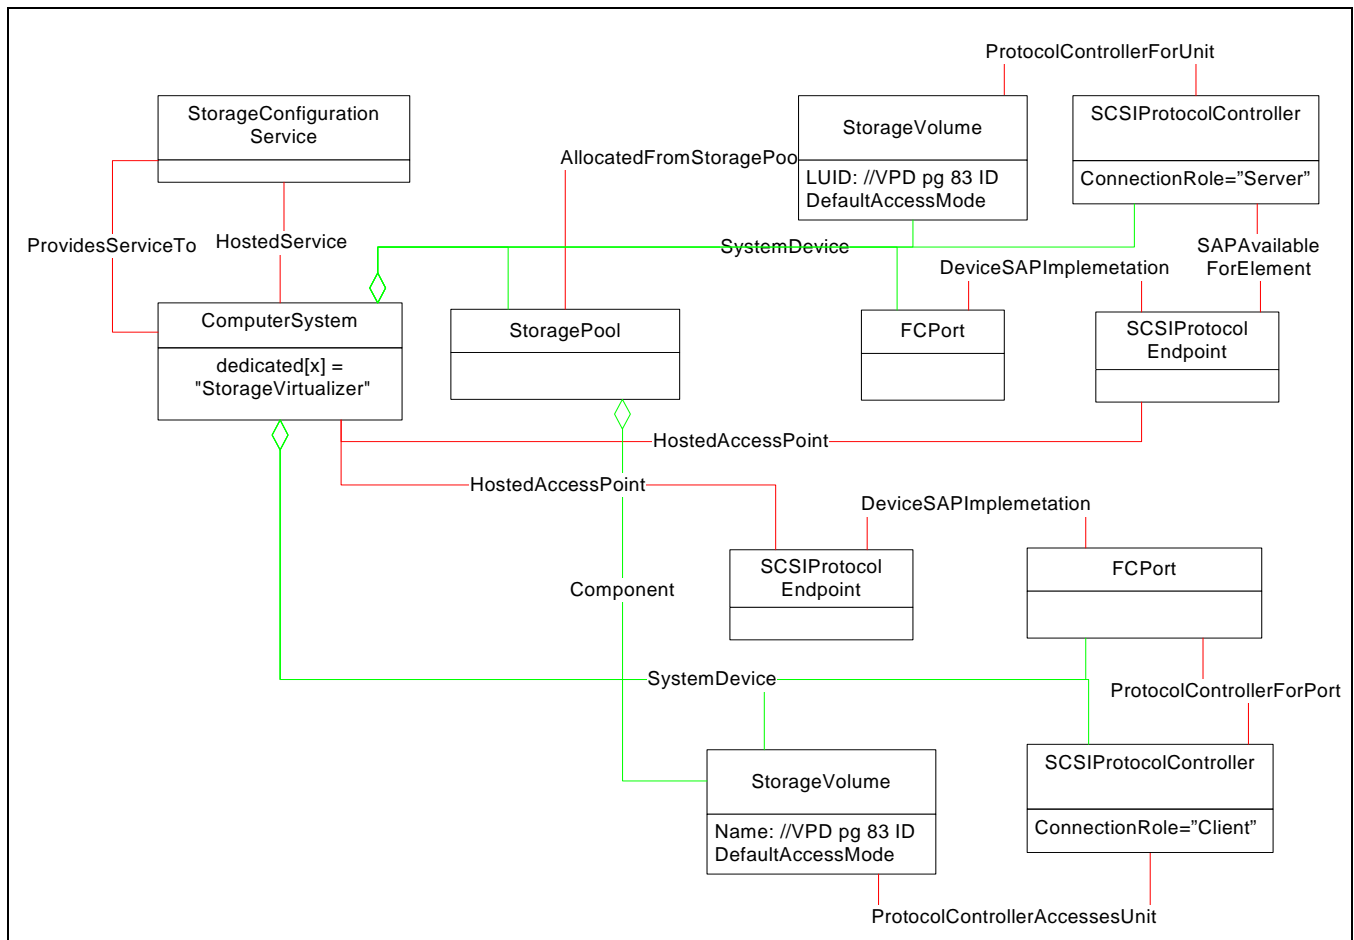 ProtocolControllerForUnit
StorageConfiguration
Service
StorageVolume
SCSIProtocolController
AllocatedFromStoragePoo
LUID: //VPD pg 83 ID
DefaultAccessMode
ConnectionRole=”Server”
ProvidesServiceTo
HostedService
SystemDevice
SAPAvailable
ForElement
DeviceSAPImplemetation
ComputerSystem
dedicated[x] =
"StorageVirtualizer"
StoragePool
FCPort
SCSIProtocol
Endpoint
HostedAccessPoint
HostedAccessPoint
DeviceSAPImplemetation
SCSIProtocol
Endpoint
FCPort
Component
SystemDevice
ProtocolControllerForPort
StorageVolume
Name: //VPD pg 83 ID
DefaultAccessMode
SCSIProtocolController
ConnectionRole=”Client”
ProtocolControllerAccessesUnit